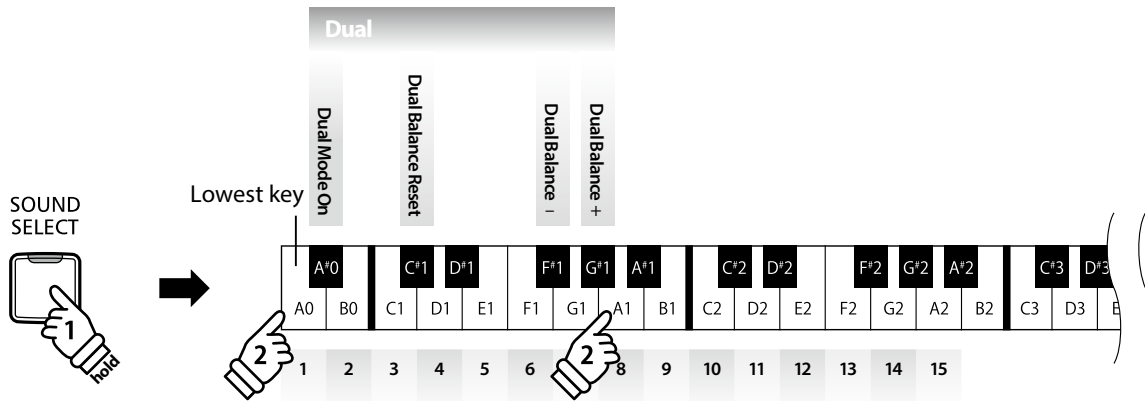 Dual
Dual Mode On
Dual Balance Reset
Dual Balance −
Dual Balance +
Lowest key
SOUND
SELECT
A#0 C#1 D#1 F#1 G#1 A#1 C#2 D#2 F#2 G#2 A#2 C#3 D#3
A0 B0 C1 D1 E1 F1 G1 A1 B1 C2 D2 E2 F2 G2 A2 B2 C3 D3
1
hold
2
2
1 2 3 4 5 6 8 9 10 11 12 13 14 15